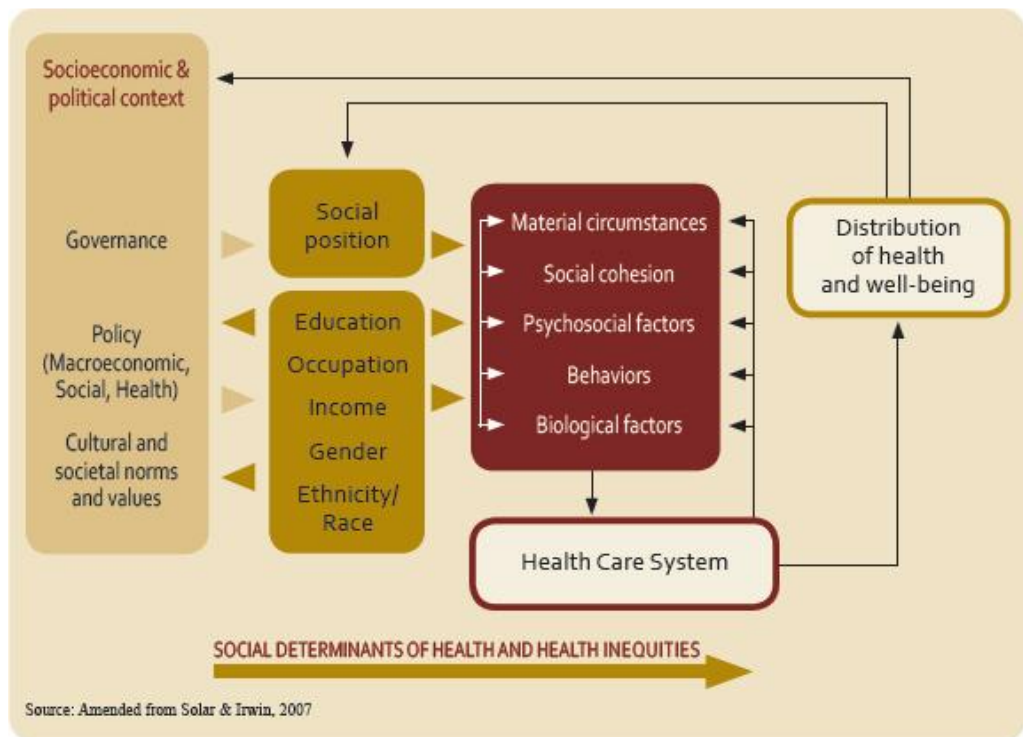 Socioeconomic &
political context
Governance
Policy
(Macroeconomic,
Social, Health)
Cultural and
societal norms
and values
Social
position
Education
Occupation
Income
Gender
Ethnicity/
Race
Material circumstances
Social cohesion
Psychosocial factors
Behaviors
Biological factors
Health Care System
Distribution
of health
and well-being
SOCIAL DETERMINANTS OF HEALTH AND HEALTH INEQUITIES
Source: Amended from Solar & Irwin, 2007